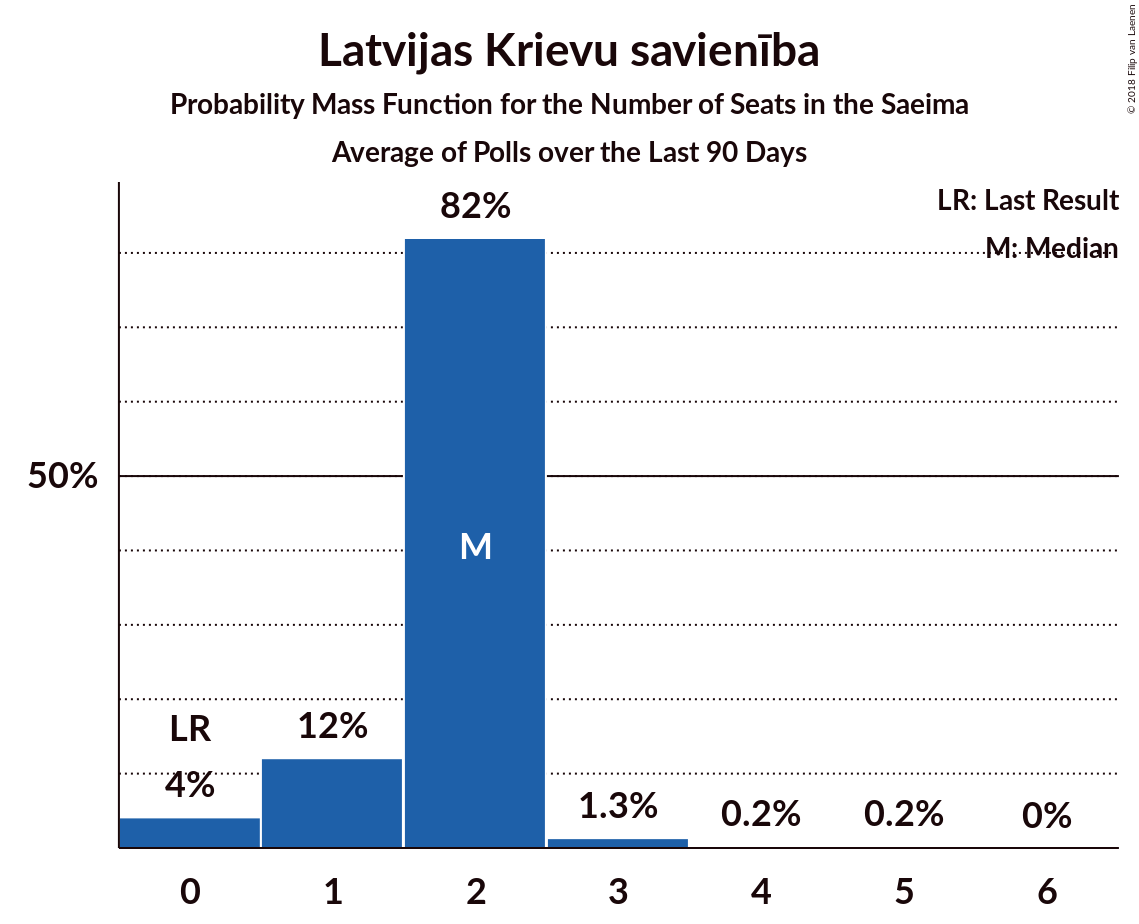 Latvijas Krievu savienība
Probability Mass Function for the Number of Seats in the Saeima
Average of Polls over the Last 90 Days
© 2018 Filip van Laenen
LR: Last Result
M: Median
82%
50%
M
LR
4%
12%
1.3%
0.2%
0.2%
0%
0 1 2 3 4 5 6